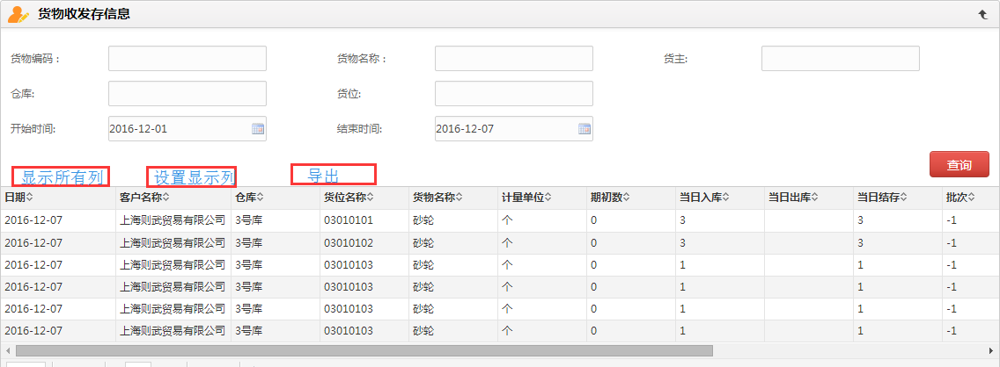 货物收发存信息
货物编码： 货物名称： 货主:
仓库: 货位:
开始时间: 2016-12-01 结束时间: 2016-12-07
查询
显示所有列 设置显示列 导出
日期 客户名称 仓库 货位名称 货物名称 计量单位 期初数 当日入库 当日出库 当日结存 批次
2016-12-07 上海则武贸易有限公司 3号库 03010101 砂轮 个 0 3 3 -1
2016-12-07 上海则武贸易有限公司 3号库 03010102 砂轮 个 0 3 3 -1
2016-12-07 上海则武贸易有限公司 3号库 03010103 砂轮 个 0 1 1 -1
2016-12-07 上海则武贸易有限公司 3号库 03010103 砂轮 个 0 1 1 -1
2016-12-07 上海则武贸易有限公司 3号库 03010103 砂轮 个 0 1 1 -1
2016-12-07 上海则武贸易有限公司 3号库 03010103 砂轮 个 0 1 1 -1